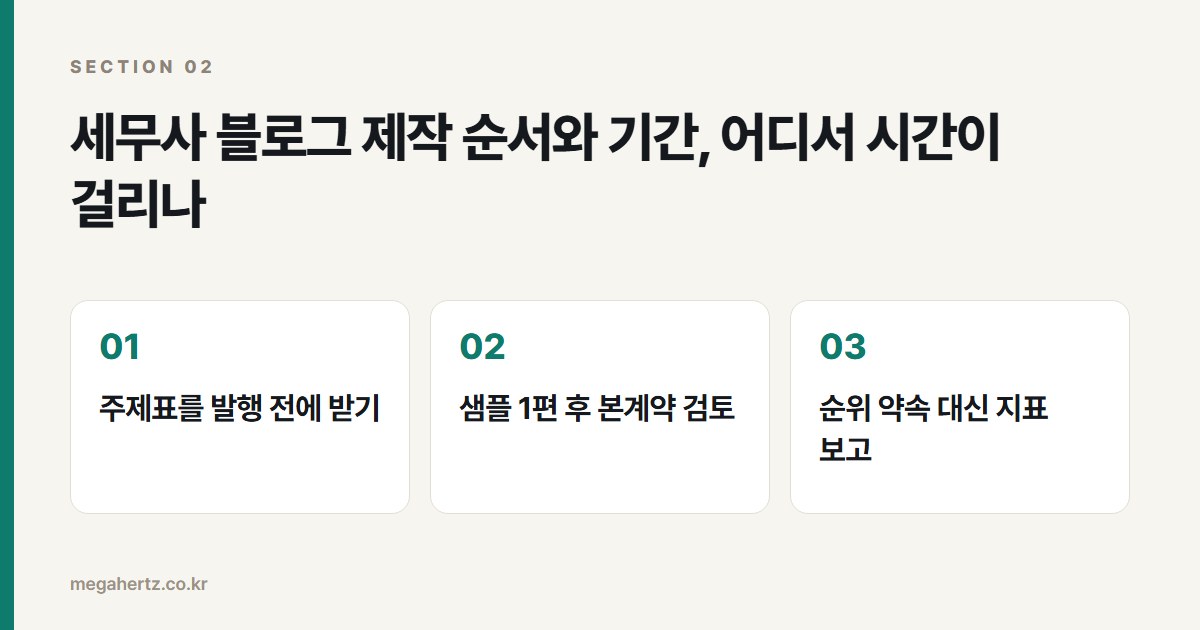 SECTION 02
세무사 블로그 제작 순서와 기간, 어디서 시간이
걸리나
01
주제표를 발행 전에 받기
02
샘플 1편 후 본계약 검토
03
순위 약속 대신 지표
보고
megahertz.co.kr